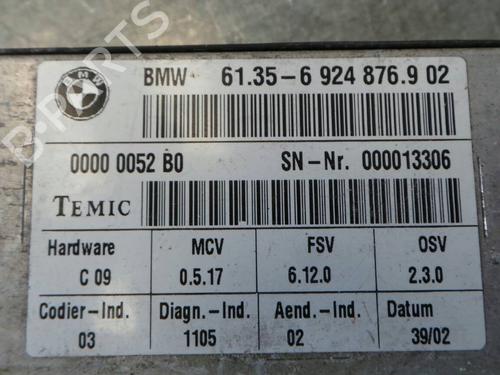 BMW 61.35-6 924 876.9 02
0000 0052 B0 SN-Nr. 000013306
TEMIC
Hardware MCV FSV OSV
C 09 0.5.17 6.12.0 2.3.0
Codier-Ind. Diagn.-Ind. Aend.-Ind. Datum
03 1105 02 39/02
B-PARTS
BMW